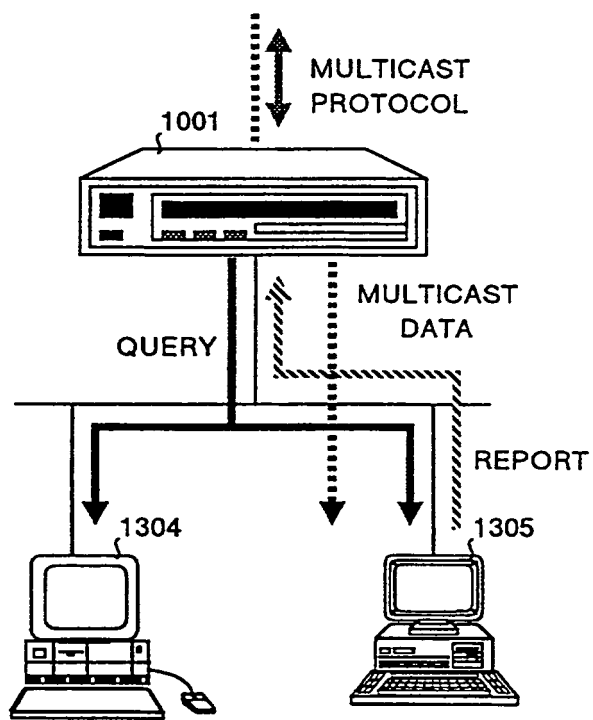 MULTICAST
PROTOCOL
1001
MULTICAST
DATA
QUERY
REPORT
1304
1305